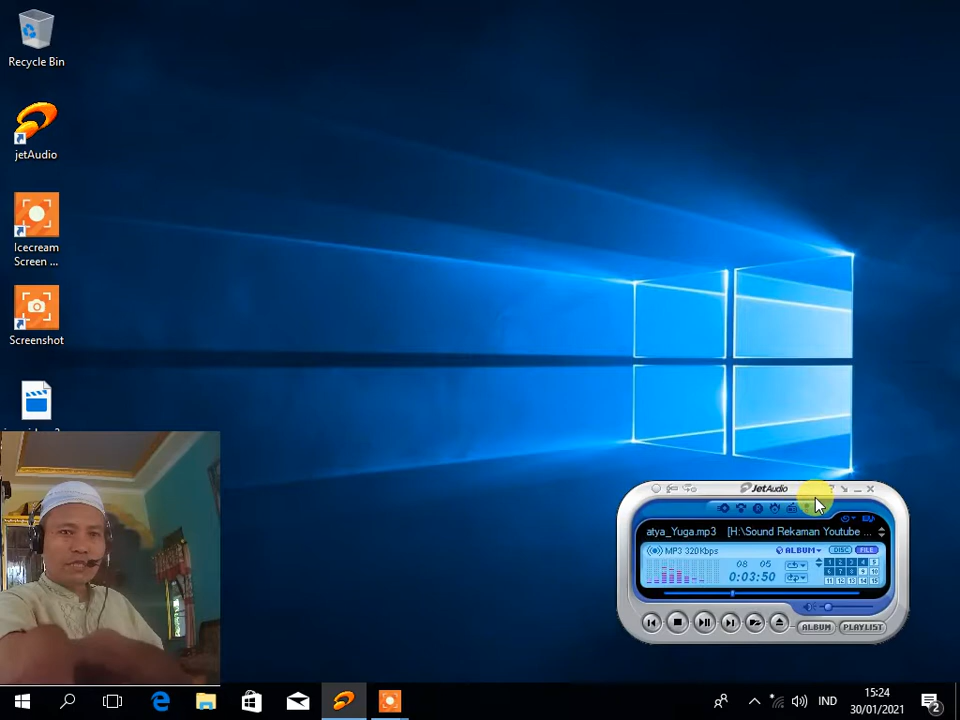 Recycle Bin
jetAudio
Icecream
Screen ...
Screenshot
JetAudio
atya_Yuga.mp3 [H:\Sound Rekaman Youtube ...
MP3 320Kbps
ALBUM
DISC
FILE
08 05
0:03:50
1 2 3 4 5
6 7 8 9 10
11 12 13 14 15
ALBUM
PLAYLIST
IND
15:24
30/01/2021
2